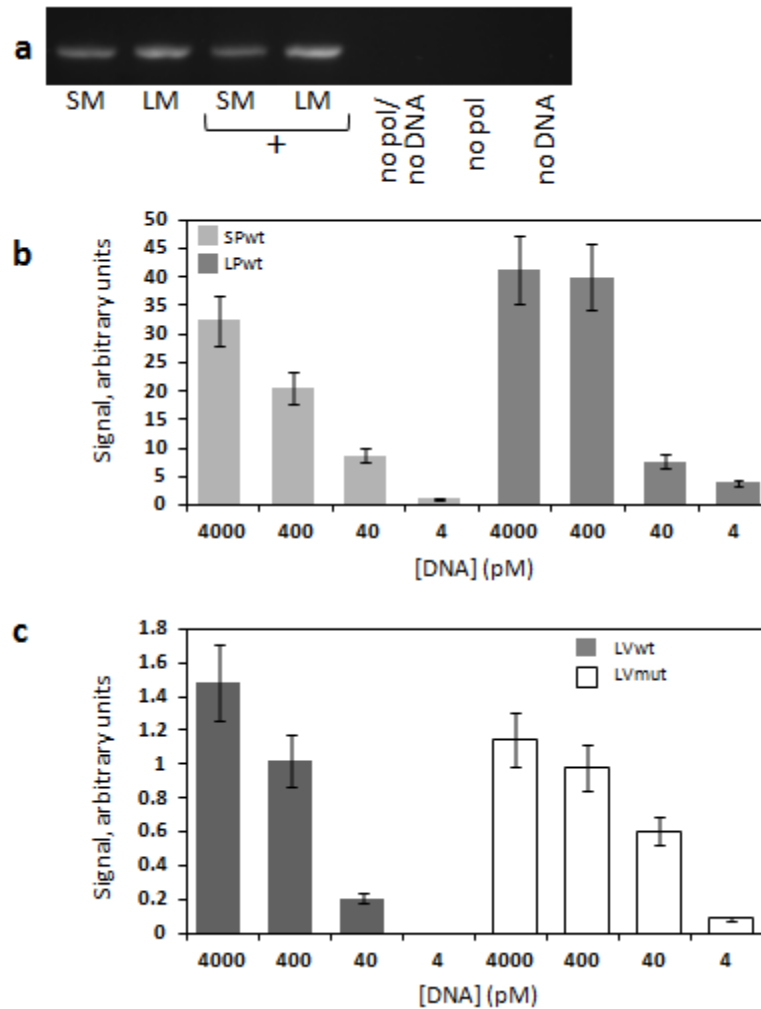 a
SM LM SM LM
+
no pol/
no DNA
no pol
no DNA
b
50
45
40
35
30
25
20
15
10
5
0
Signal, arbitrary units
SPwt
LPwt
4000 400 40 4 4000 400 40 4
[DNA] (pM)
c
1.8
1.6
1.4
1.2
1
0.8
0.6
0.4
0.2
0
Signal, arbitrary units
LVwt
LVmut
4000 400 40 4 4000 400 40 4
[DNA] (pM)